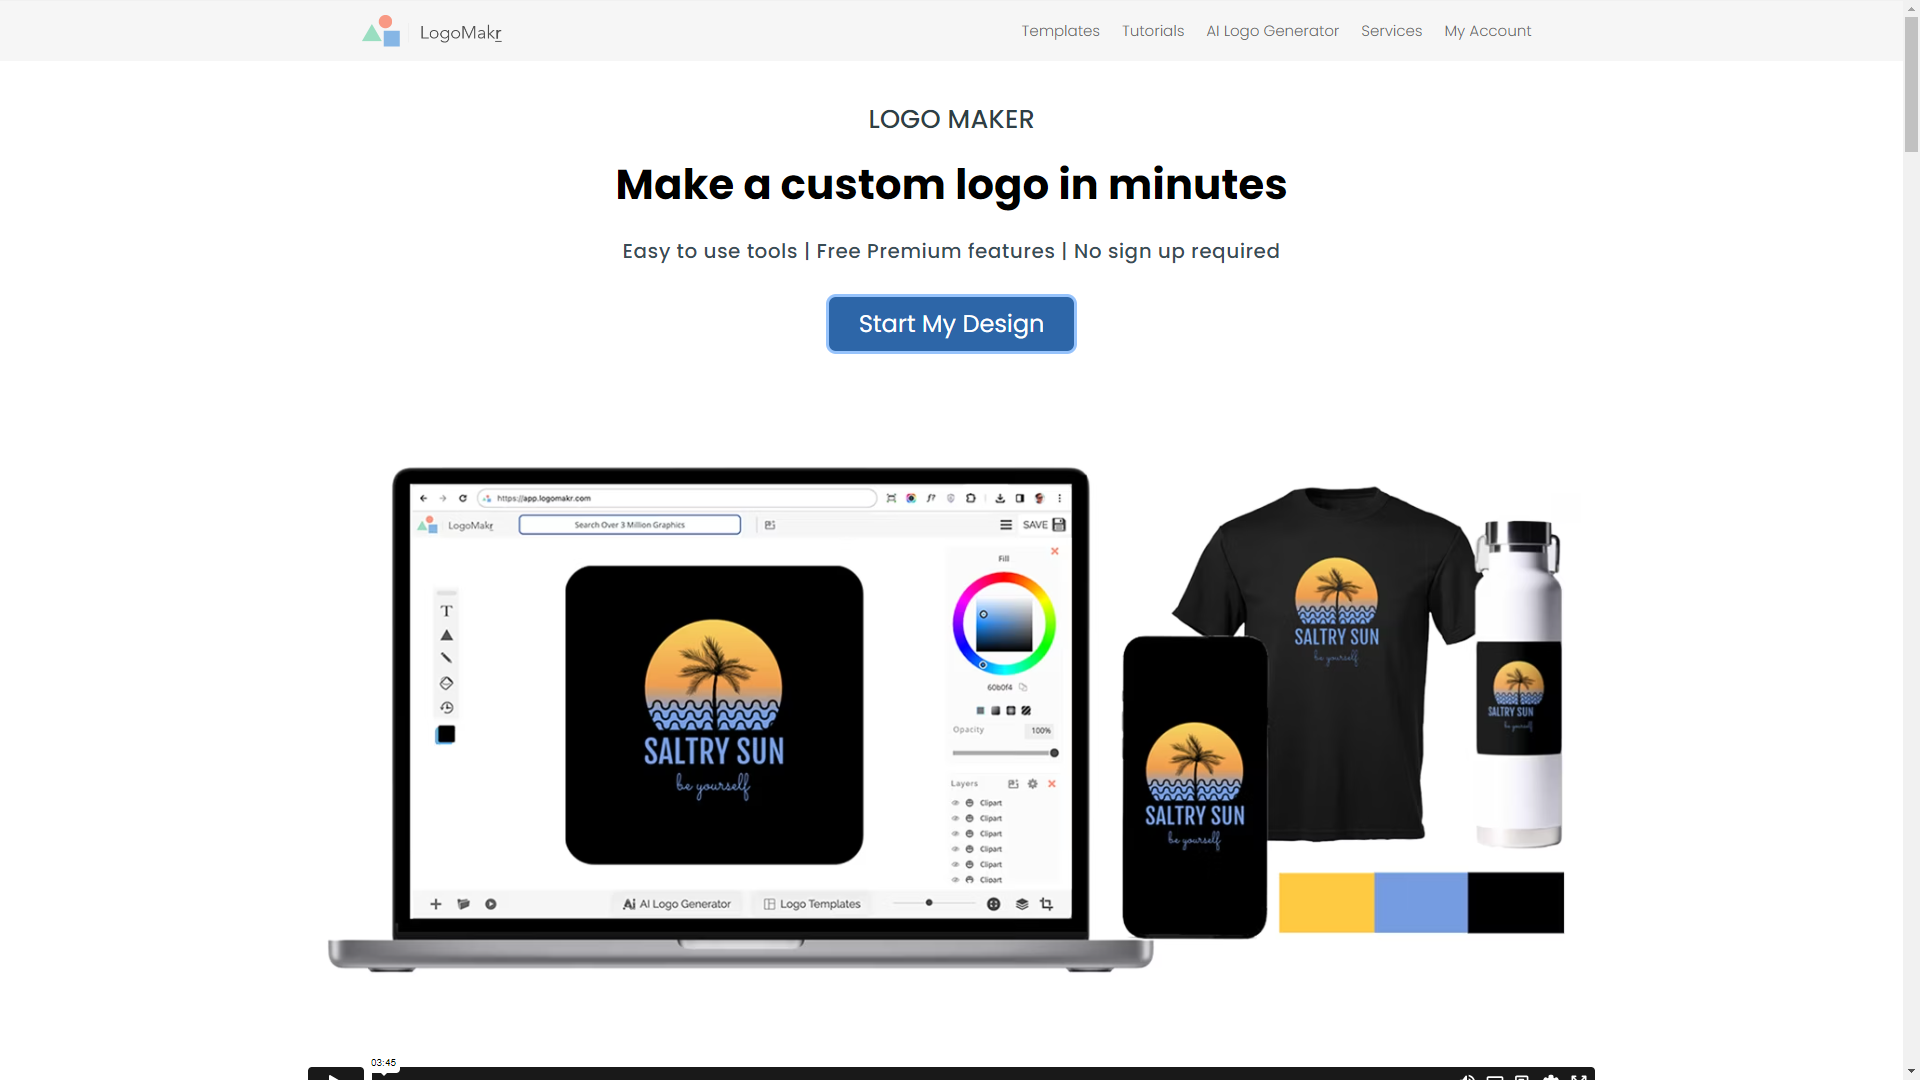 LogoMakr
Templates
Tutorials
AI Logo Generator
Services
My Account
LOGO MAKER
Make a custom logo in minutes
Easy to use tools | Free Premium features | No sign up required
Start My Design
https://app.logomakr.com
f?
LogoMakr
Search Over 3 Million Graphics
SAVE
Fill
T
60b0f4
Opacity
100%
SALTRY SUN
be yourself
Layers
Clipart
Clipart
Clipart
Clipart
Clipart
Clipart
Ai AI Logo Generator
Logo Templates
SALTRY SUN
be yourself
SALTRY SUN
be yourself
SALTRY SUN
be yourself
03:45